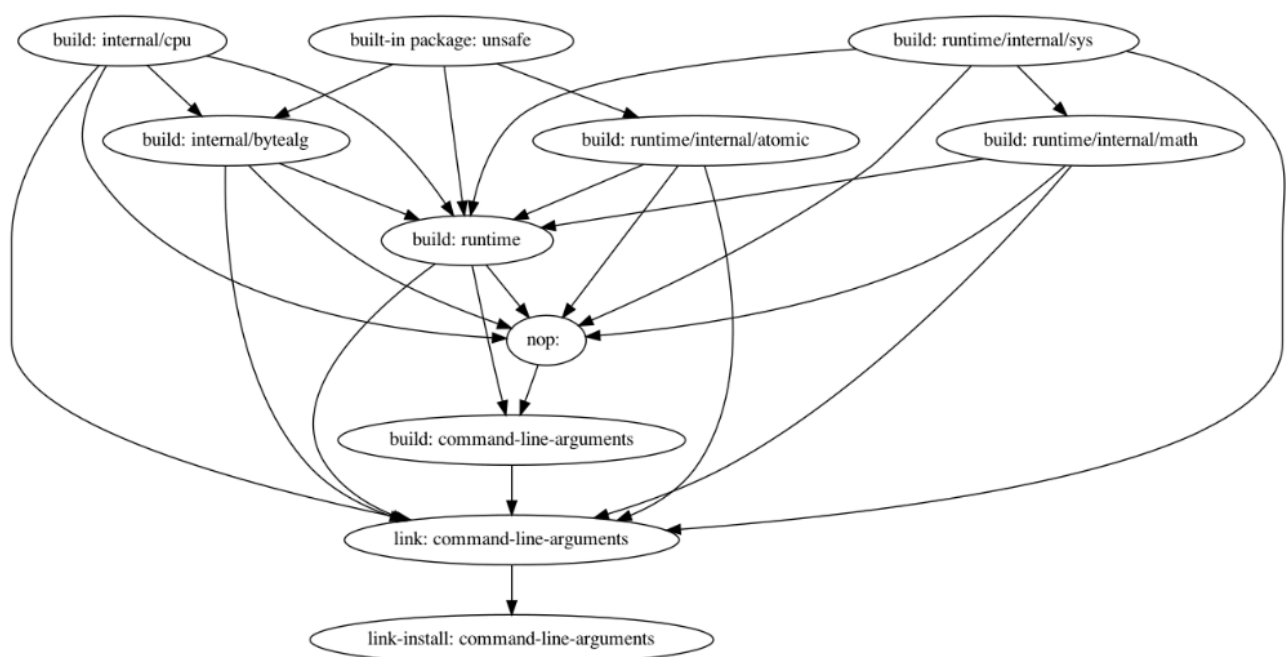 build: internal/cpu
built-in package: unsafe
build: runtime/internal/sys
build: internal/bytealg
build: runtime/internal/atomic
build: runtime/internal/math
build: runtime
nop:
build: command-line-arguments
link: command-line-arguments
link-install: command-line-arguments